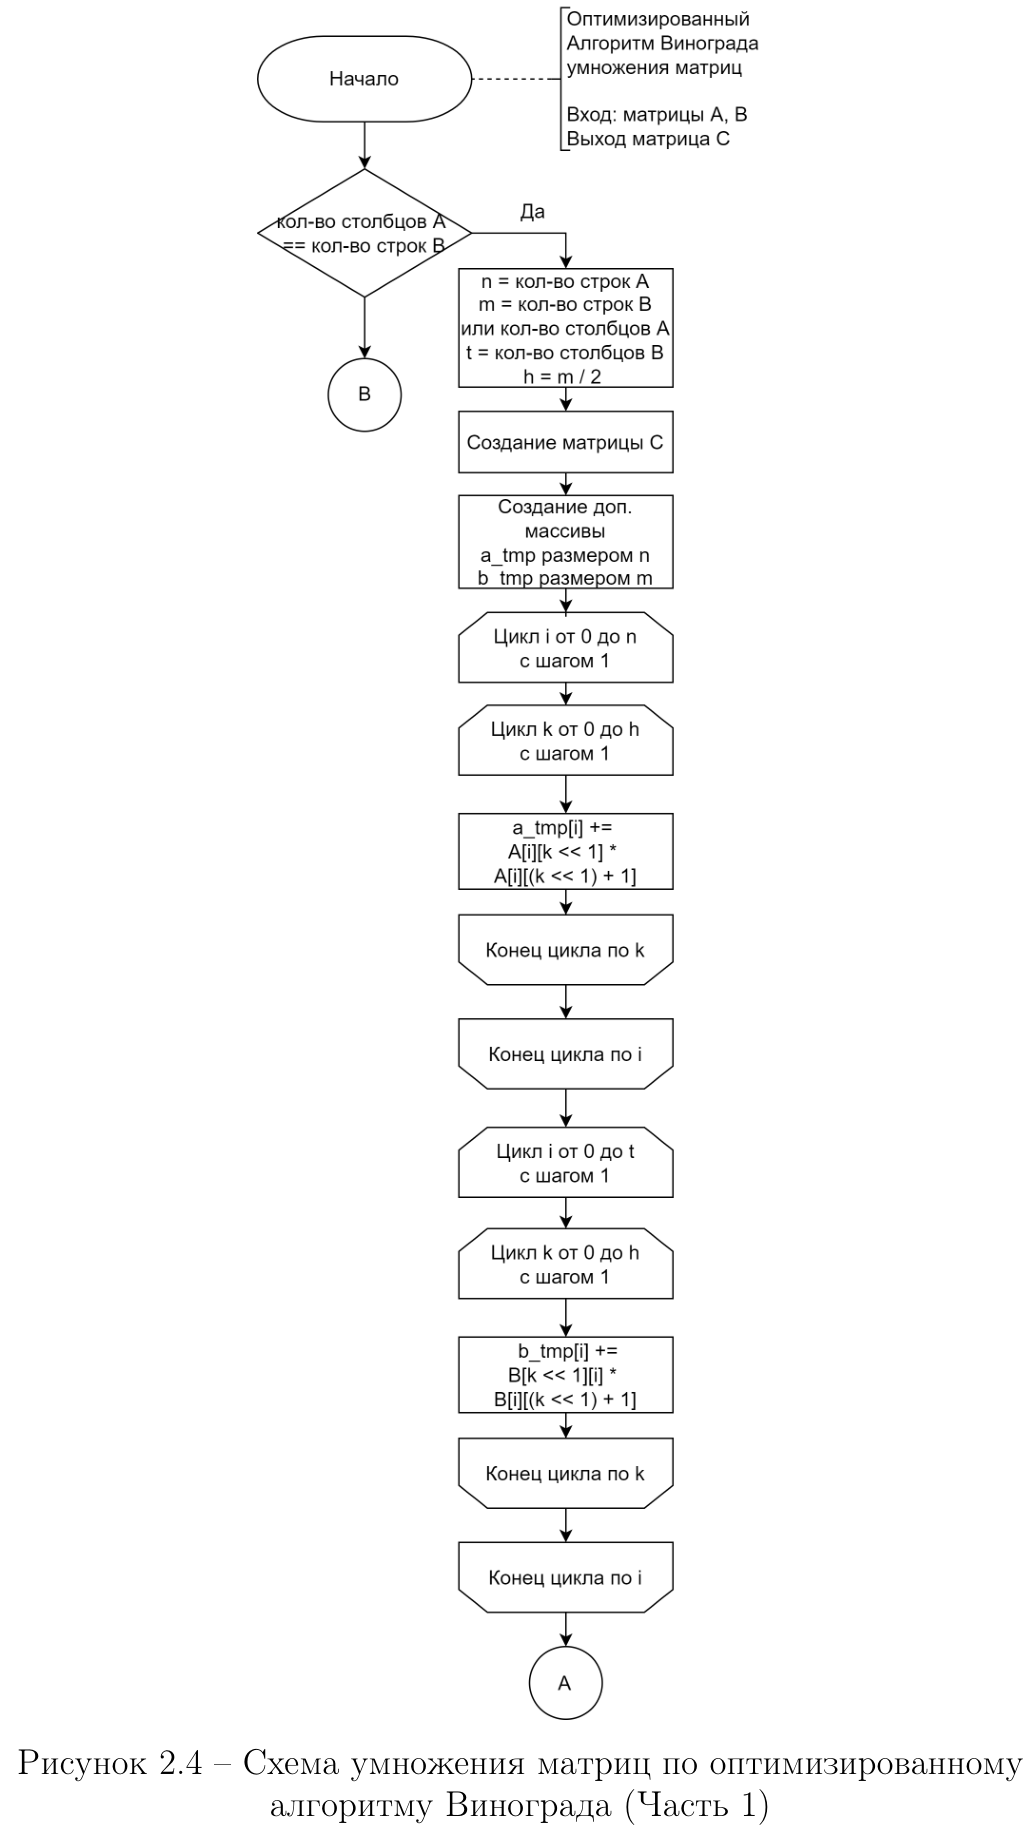 Начало
Оптимизированный
Алгоритм Винограда
умножения матриц
Вход: матрицы A, B
Выход матрица C
кол-во столбцов A
== кол-во строк B
Да
B
n = кол-во строк A
m = кол-во строк B
или кол-во столбцов A
t = кол-во столбцов B
h = m / 2
Создание матрицы C
Создание доп.
массивы
a_tmp размером n
b_tmp размером m
Цикл i от 0 до n
с шагом 1
Цикл k от 0 до h
с шагом 1
a_tmp[i] +=
A[i][k << 1] *
A[i][(k << 1) + 1]
Конец цикла по k
Конец цикла по i
Цикл i от 0 до t
с шагом 1
Цикл k от 0 до h
с шагом 1
b_tmp[i] +=
B[k << 1][i] *
B[i][(k << 1) + 1]
Конец цикла по k
Конец цикла по i
A
Рисунок 2.4 – Схема умножения матриц по оптимизированному
алгоритму Винограда (Часть 1)